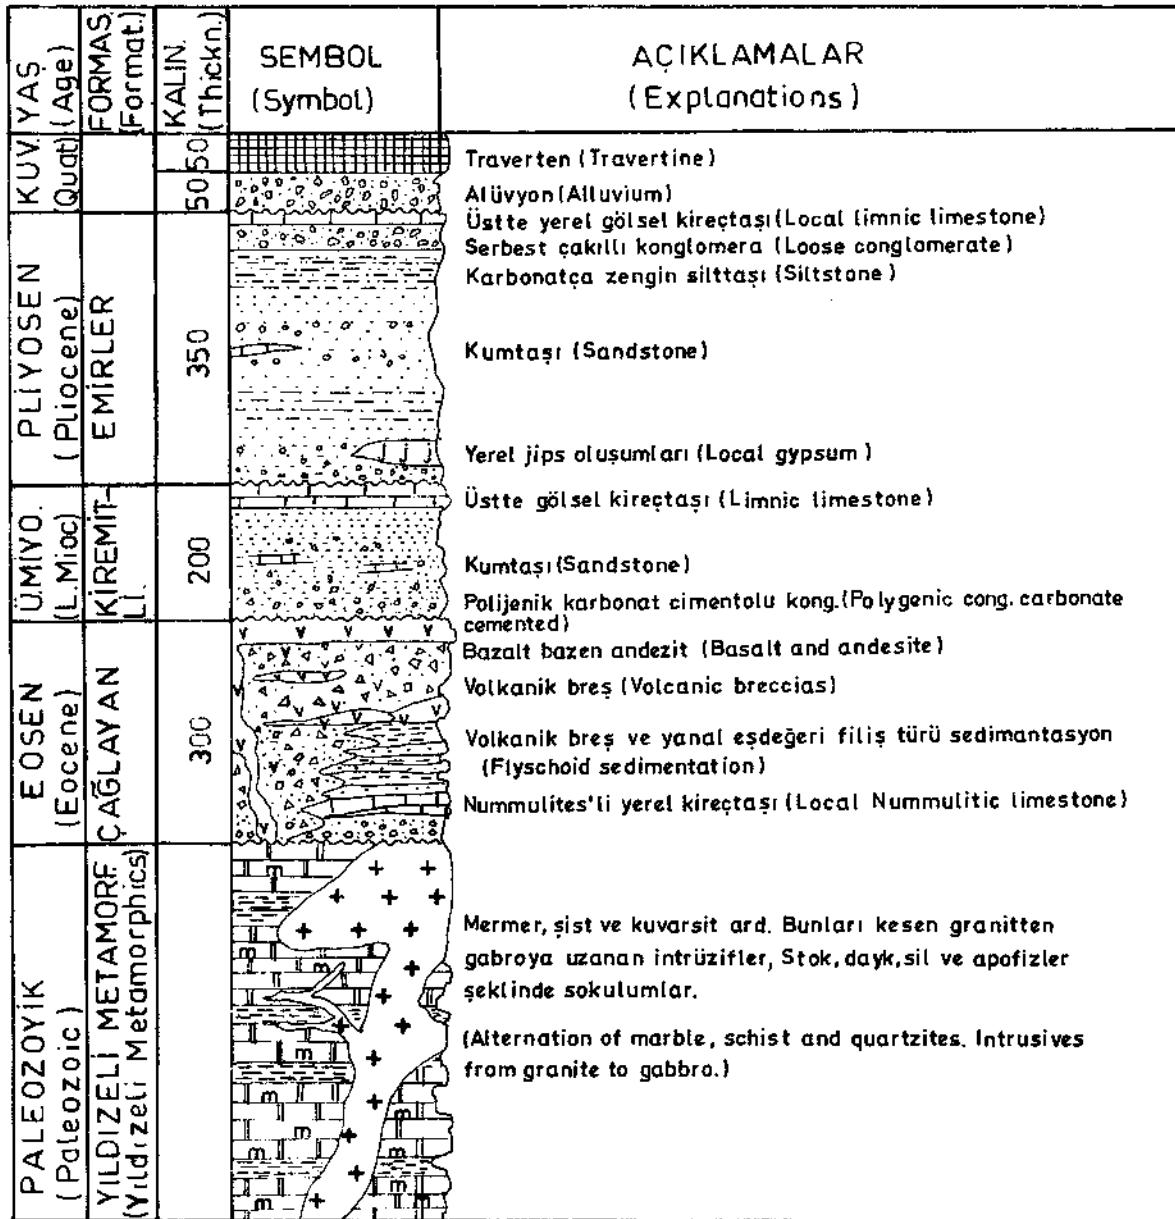 KUV. YAŞ
(Quat) (Age)
FORMAS.
(Format.)
KALIN.
(Thickn.)
SEMBOL
(Symbol)
AÇIKLAMALAR
(Explanations)
50
Traverten (Travertine)
50
Alüvyon (Alluvium)
PLİYOSEN
(Pliocene)
EMİRLER
350
Üstte yerel gölsel kireçtaşı (Local limnic limestone)
Serbest çakıllı konglomera (Loose conglomerate)
Karbonatça zengin silttaşı (Siltstone)
Kumtaşı (Sandstone)
Yerel jips oluşumları (Local gypsum)
Ü.MİYO.
(L.Mioc)
KİREMİT-
Lİ.
200
Üstte gölsel kireçtaşı (Limnic limestone)
Kumtaşı (Sandstone)
Polijenik karbonat cimentolu kong. (Polygenic cong. carbonate
cemented)
EOSEN
(Eocene)
ÇAĞLAYAN
300
Bazalt bazen andezit (Basalt and andesite)
Volkanik breş (Volcanic breccias)
Volkanik breş ve yanal eşdeğeri filiş türü sedimantasyon
(Flyschoid sedimentation)
Nummulites'li yerel kireçtaşı (Local Nummulitic limestone)
PALEOZOYİK
(Paleozoic)
YILDIZELİ METAMORF.
(Yıldızeli Metamorphics)
Mermer, şist ve kuvarsit ard. Bunları kesen granitten
gabroya uzanan intrüzifler, Stok, dayk, sil ve apofizler
şeklinde sokulumlar.
(Alternation of marble, schist and quartzites. Intrusives
from granite to gabbro.)